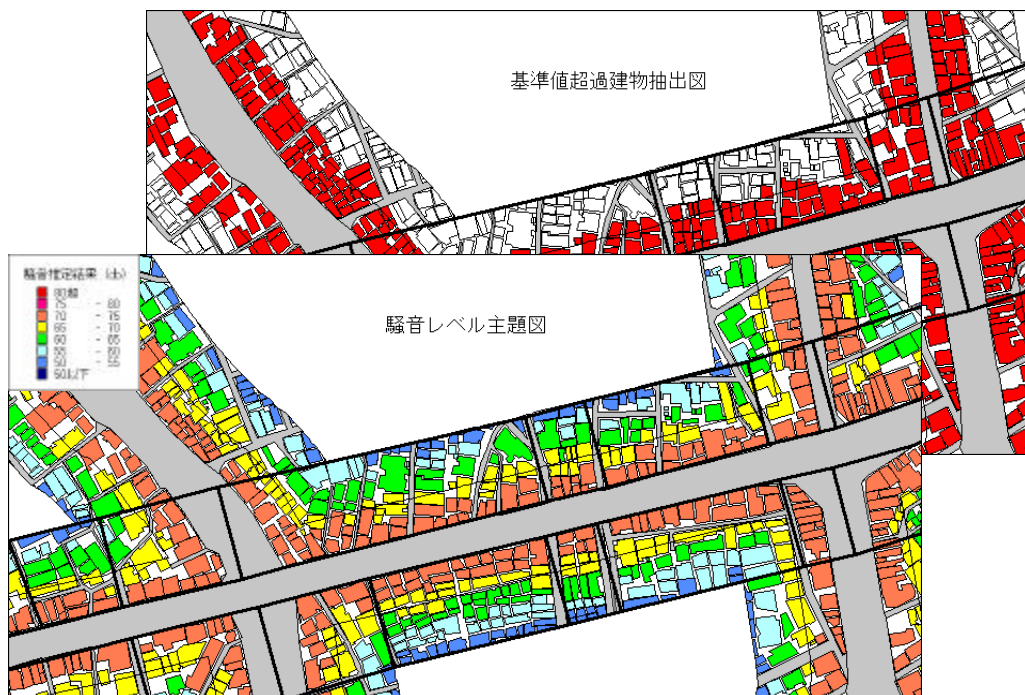 基準値超過建物抽出図
騒音レベル主題図
騒音推定結果 (db)
80超
75 - 80
70 - 75
65 - 70
60 - 65
55 - 60
50 - 55
50以下